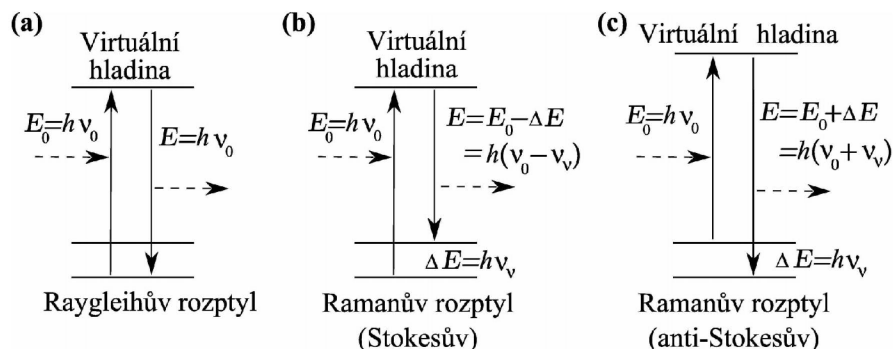 (a)
Virtuální
hladina
E₀=hν₀
E=hν₀
Raygleihův rozptyl
(b)
Virtuální
hladina
E₀=hν₀
E=E₀-ΔE
=h(ν₀-νᵥ)
ΔE=hνᵥ
Ramanův rozptyl
(Stokesův)
(c)
Virtuální hladina
E₀=hν₀
E=E₀+ΔE
=h(ν₀+νᵥ)
ΔE=hνᵥ
Ramanův rozptyl
(anti-Stokesův)